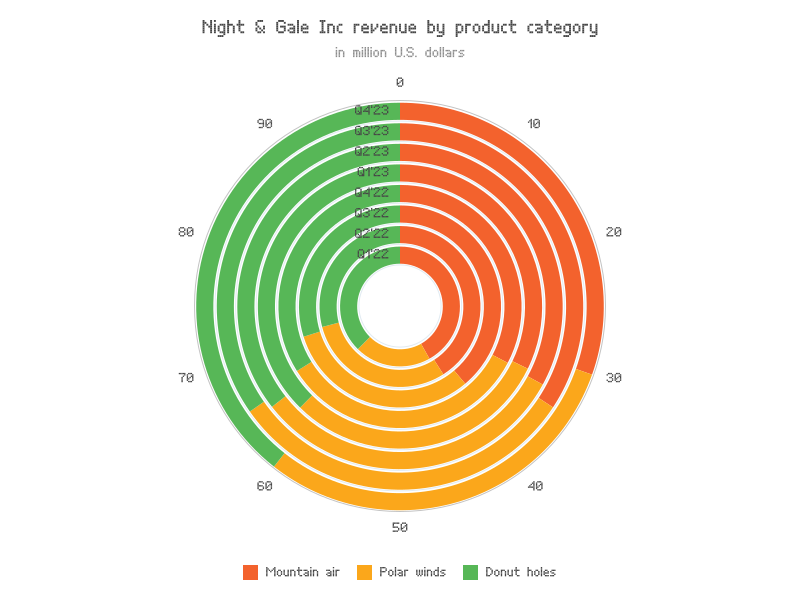 Night & Gale Inc revenue by product category
in million U.S. dollars
0
90
10
Q4'23
Q3'23
Q2'23
Q1'23
Q4'22
Q3'22
Q2'22
Q1'22
80
20
70
30
60
40
50
Mountain air
Polar winds
Donut holes